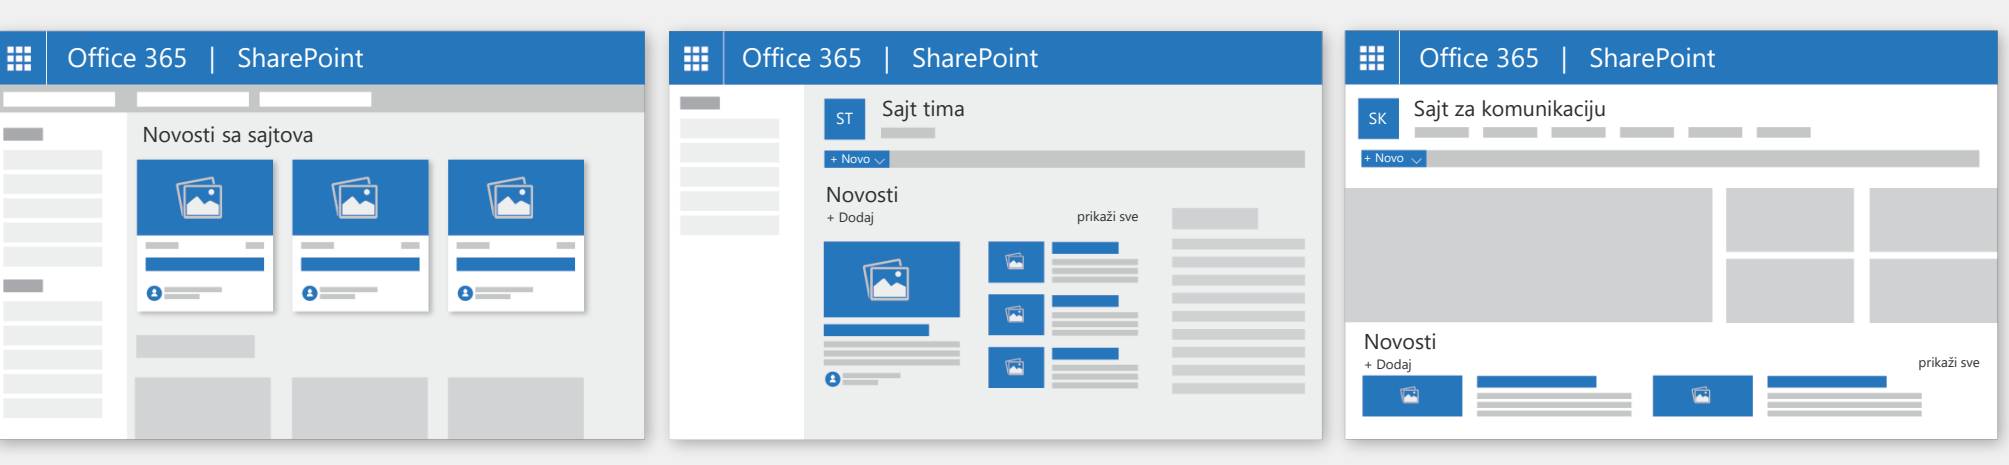 Office 365 | SharePoint
Novosti sa sajtova
Office 365 | SharePoint
ST
Sajt tima
+ Novo
Novosti
+ Dodaj
prikaži sve
Office 365 | SharePoint
SK
Sajt za komunikaciju
+ Novo
Novosti
+ Dodaj
prikaži sve